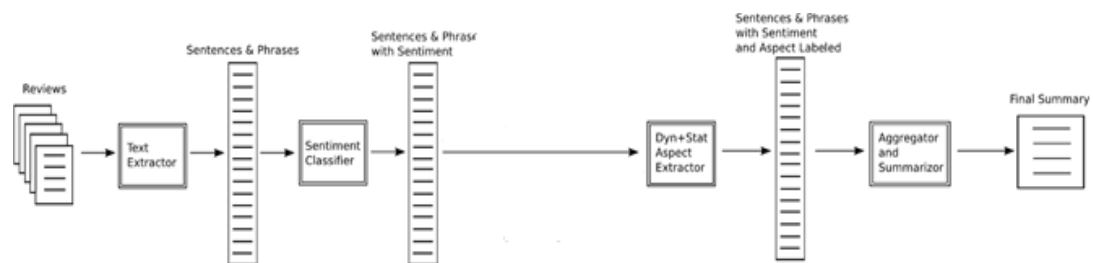 Reviews
Text
Extractor
Sentences & Phrases
Sentiment
Classifier
Sentences & Phrase
with Sentiment
Dyn+Stat
Aspect
Extractor
Sentences & Phrases
with Sentiment
and Aspect Labeled
Aggregator
and
Summarizor
Final Summary